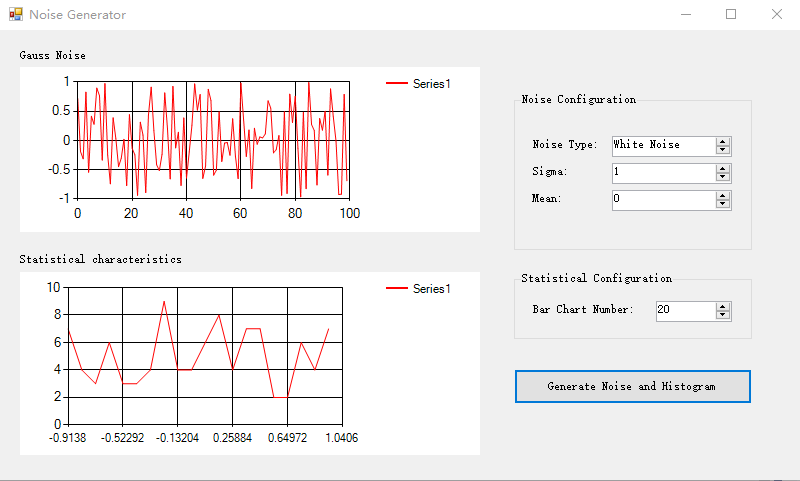 Noise Generator
Gauss Noise
Series1
1
0.5
0
-0.5
-1
0 20 40 60 80 100
Statistical characteristics
Series1
10
8
6
4
2
0
-0.9138 -0.52292 -0.13204 0.25884 0.64972 1.0406
Noise Configuration
Noise Type: White Noise
Sigma: 1
Mean: 0
Statistical Configuration
Bar Chart Number: 20
Generate Noise and Histogram